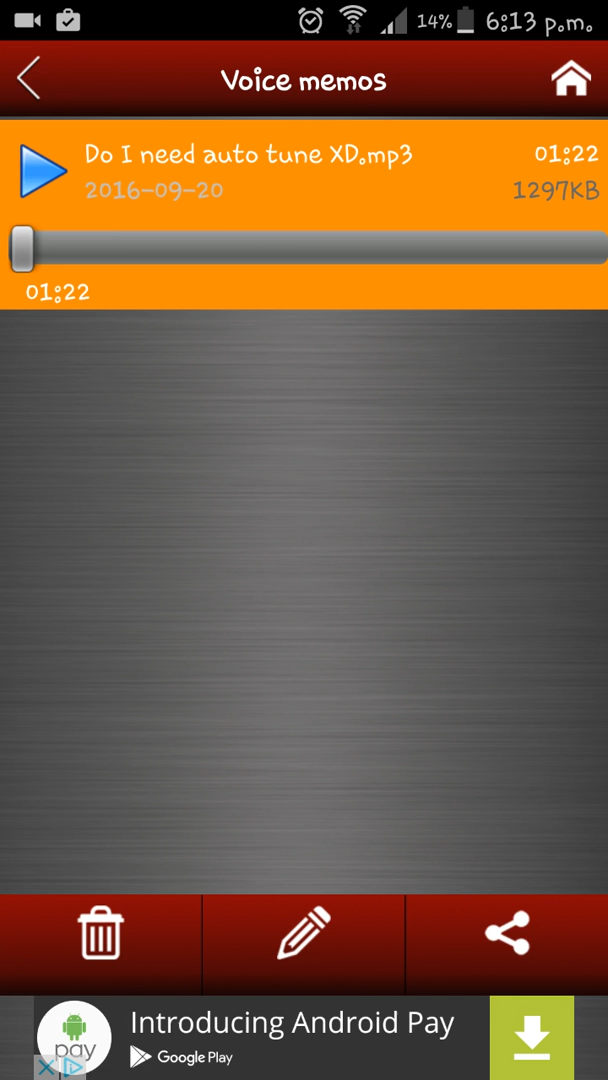 14% 6:13 p.m.
Voice memos
Do I need auto tune XD.mp3 01:22
2016-09-20 1297KB
01:22
Introducing Android Pay
pay Google Play